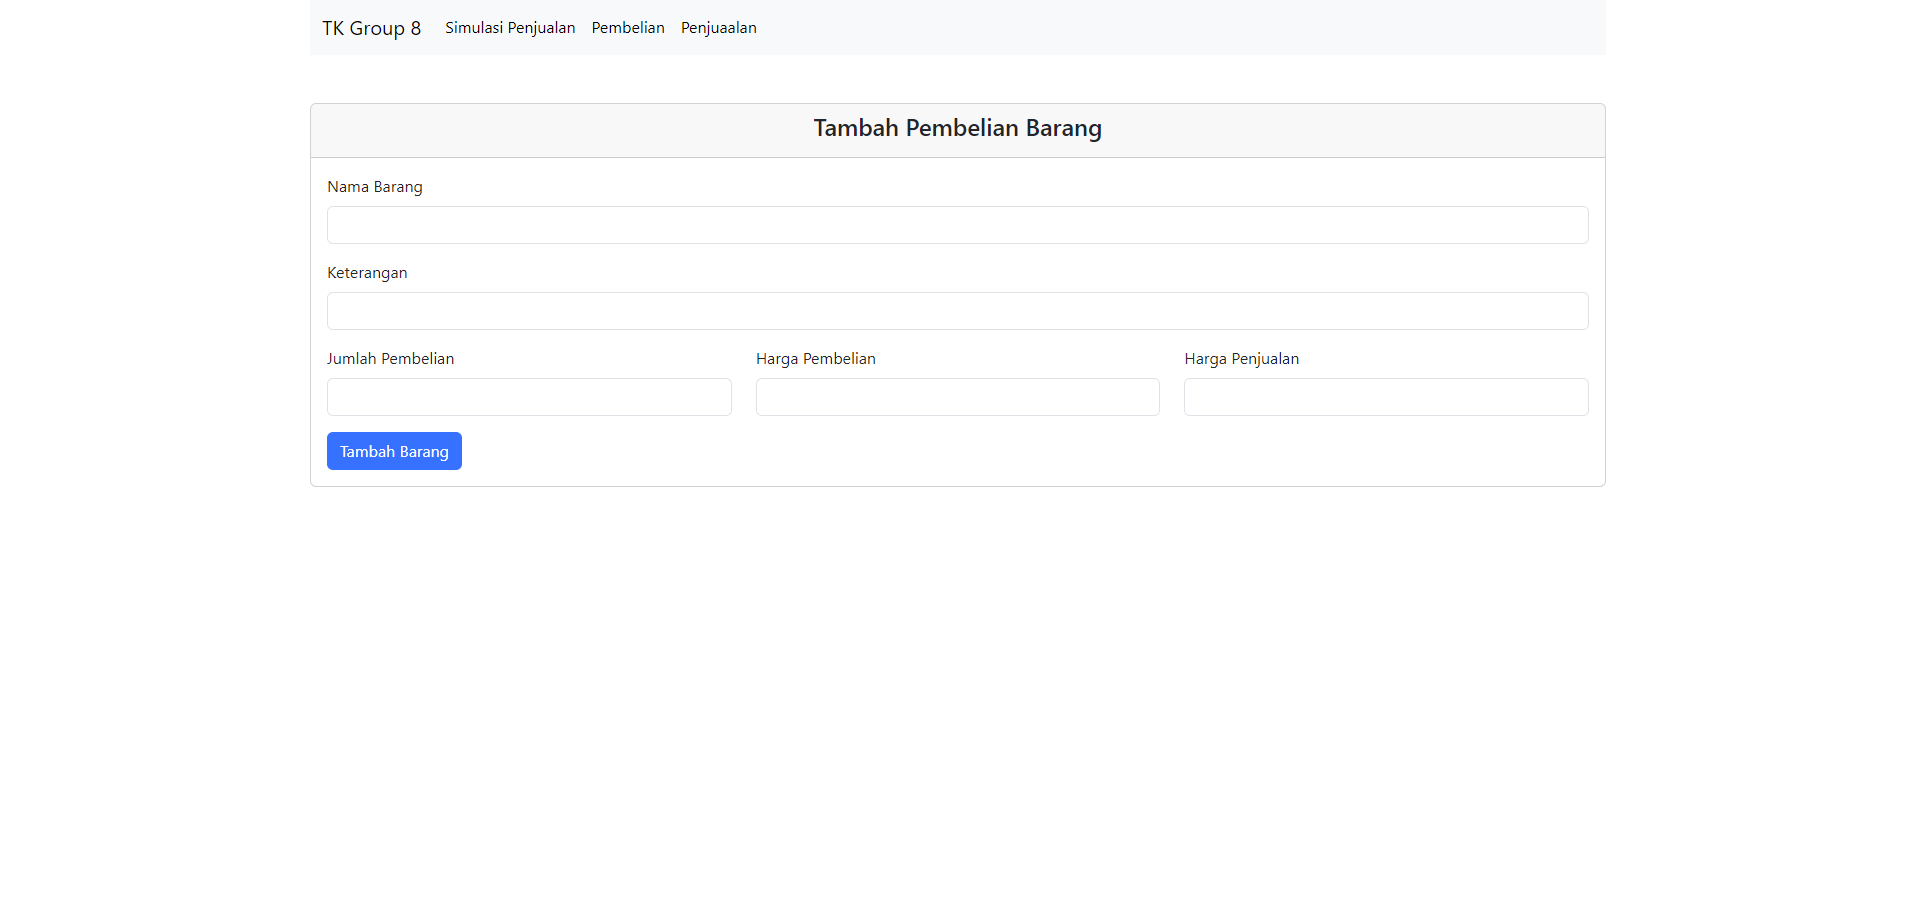 TK Group 8 Simulasi Penjualan Pembelian Penjuaalan
Tambah Pembelian Barang
Nama Barang
Keterangan
Jumlah Pembelian Harga Pembelian Harga Penjualan
Tambah Barang